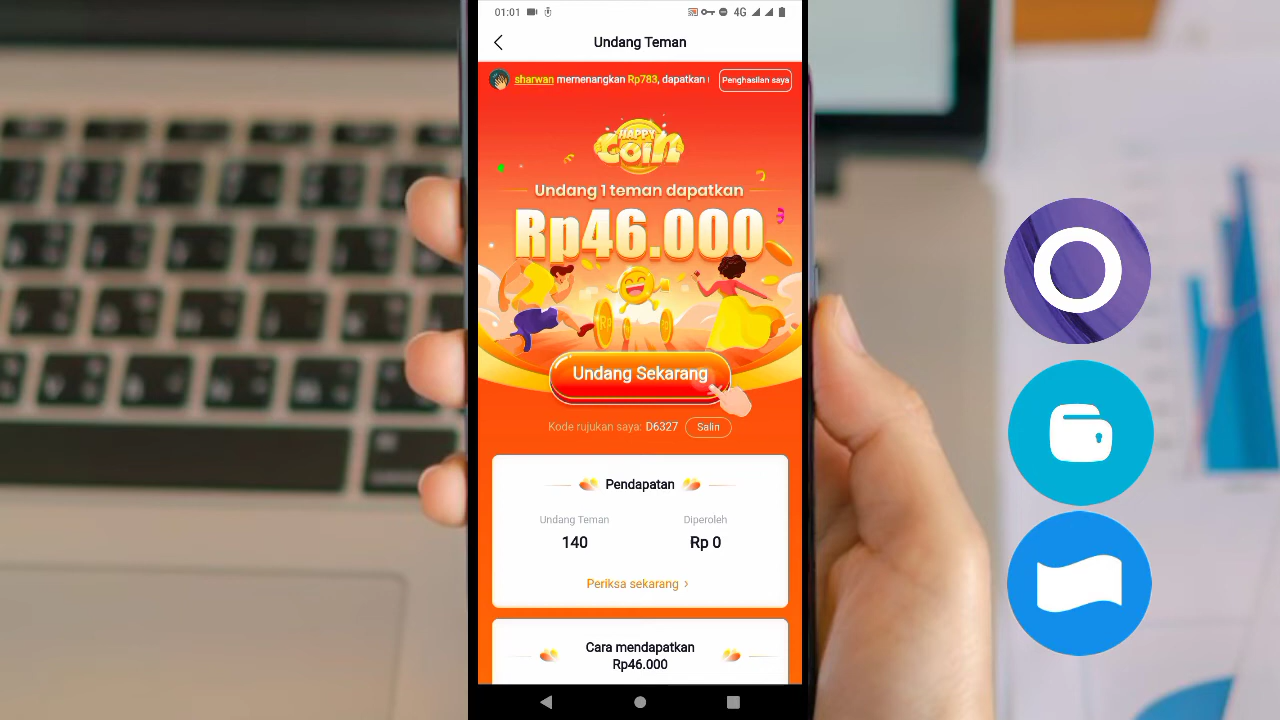 01:01
4G
Undang Teman
sharwan memenangkan Rp783, dapatkan
Penghasilan saya
HAPPY
COIN
Undang 1 teman dapatkan
Rp46.000
Undang Sekarang
Kode rujukan saya: D6327
Salin
Pendapatan
Undang Teman
Diperoleh
140
Rp 0
Periksa sekarang ›
Cara mendapatkan
Rp46.000